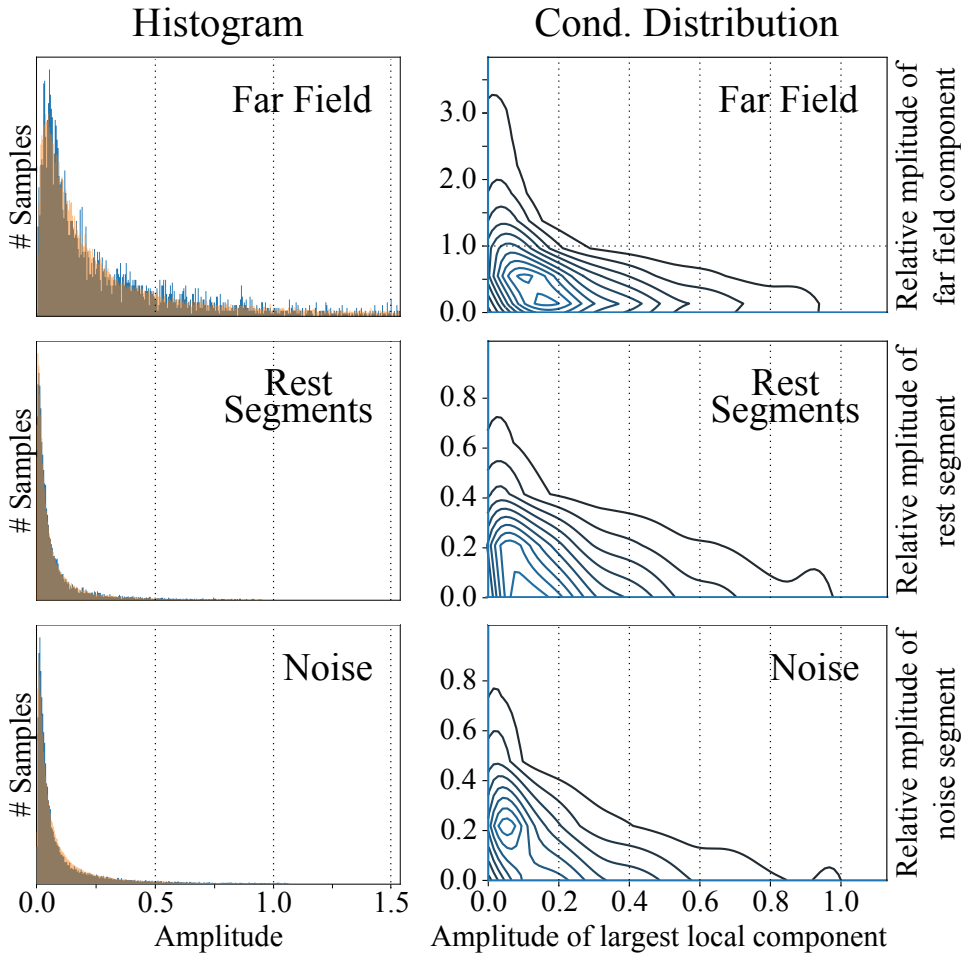 Histogram
Cond. Distribution
# Samples
Far Field
3.0
2.0
1.0
0.0
Far Field
Relative mplitude of
far field component
# Samples
Rest
Segments
0.8
0.6
0.4
0.2
0.0
Rest
Segments
Relative mplitude of
rest segment
# Samples
Noise
0.0
0.5
1.0
1.5
Amplitude
0.8
0.6
0.4
0.2
0.0
Noise
Relative mplitude of
noise segment
0.0
0.2
0.4
0.6
0.8
1.0
Amplitude of largest local component